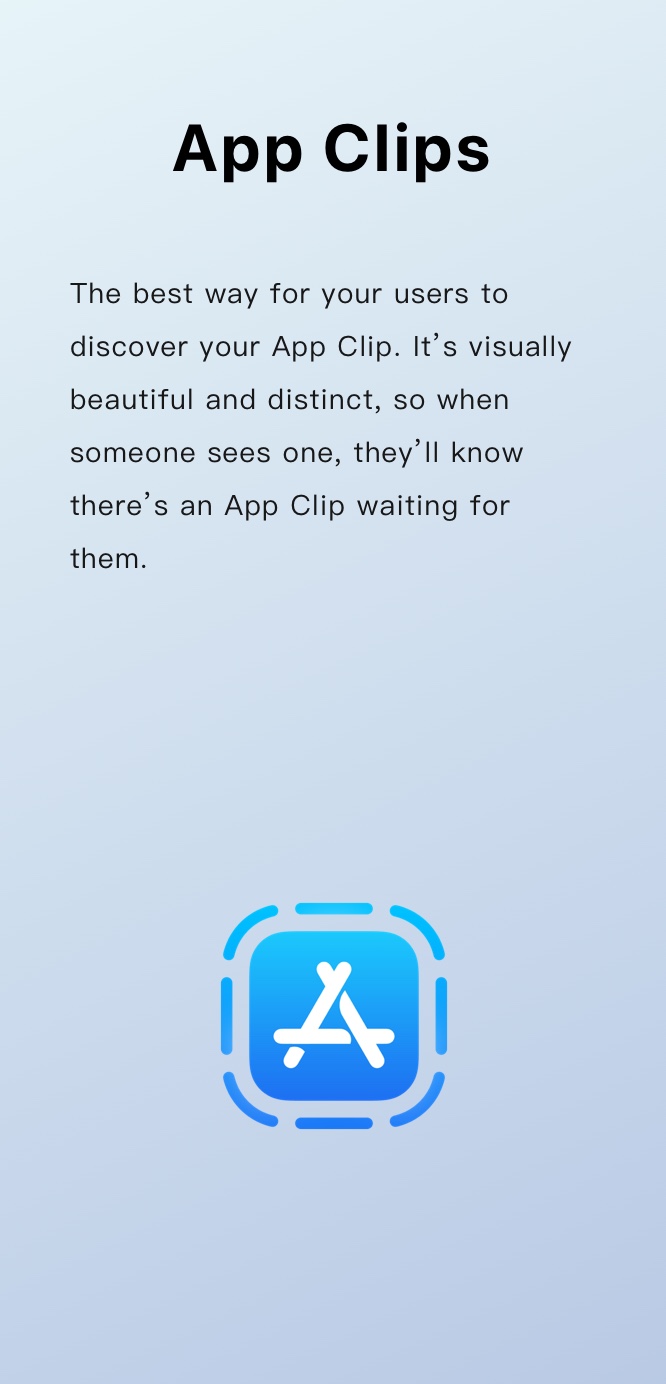 App Clips
The best way for your users to
discover your App Clip. It’s visually
beautiful and distinct, so when
someone sees one, they’ll know
there’s an App Clip waiting for
them.